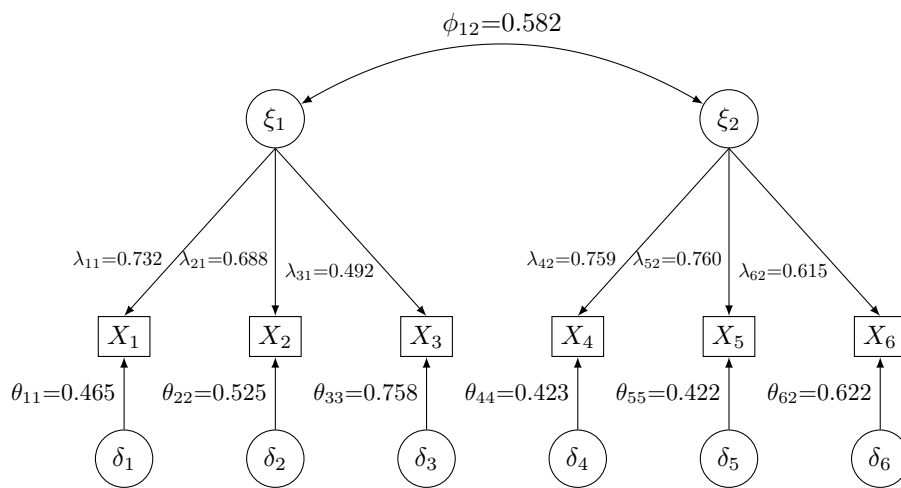 ϕ₁₂=0.582
ξ₁ ξ₂
λ₁₁=0.732 λ₂₁=0.688 λ₃₁=0.492 λ₄₂=0.759 λ₅₂=0.760 λ₆₂=0.615
X₁ X₂ X₃ X₄ X₅ X₆
θ₁₁=0.465 θ₂₂=0.525 θ₃₃=0.758 θ₄₄=0.423 θ₅₅=0.422 θ₆₂=0.622
δ₁ δ₂ δ₃ δ₄ δ₅ δ₆